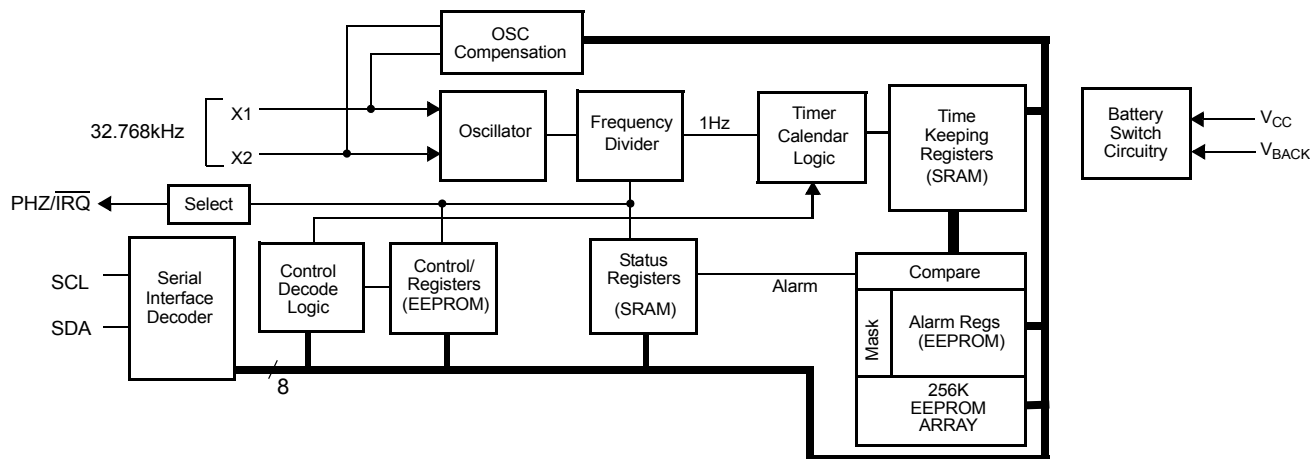 OSC
Compensation
32.768kHz
X1
X2
Oscillator
Frequency
Divider
1Hz
Timer
Calendar
Logic
Time
Keeping
Registers
(SRAM)
Battery
Switch
Circuitry
VCC
VBACK
PHZ/IRQ
Select
SCL
SDA
Serial
Interface
Decoder
Control
Decode
Logic
Control/
Registers
(EEPROM)
Status
Registers
(SRAM)
Alarm
Compare
Mask
Alarm Regs
(EEPROM)
256K
EEPROM
ARRAY
8